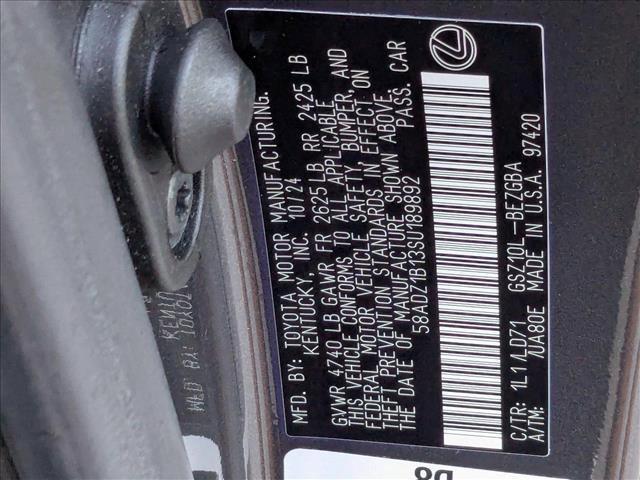 MFD. BY: TOYOTA MOTOR MANUFACTURING,
KENTUCKY, INC. 10/24
GVWR 4740 LB GAWR FR 2625 LB RR 2425 LB
THIS VEHICLE CONFORMS TO ALL APPLICABLE
FEDERAL MOTOR VEHICLE SAFETY, BUMPER, AND
THEFT PREVENTION STANDARDS IN EFFECT ON
THE DATE OF MANUFACTURE SHOWN ABOVE.
58ADZ1B13SU189892 PASS. CAR
C/TR: 1L1/LD71 GSZ10L-BEZGBA
A/TM: /UA80E MADE IN U.S.A. 97420